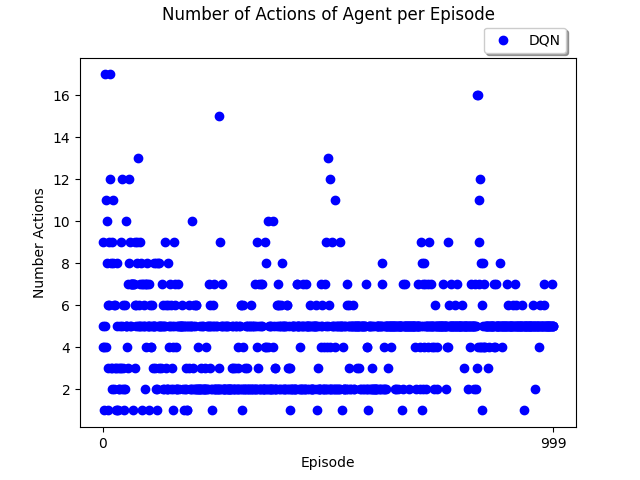 Number of Actions of Agent per Episode
DQN
16
14
12
10
8
6
4
2
Number Actions
0
999
Episode